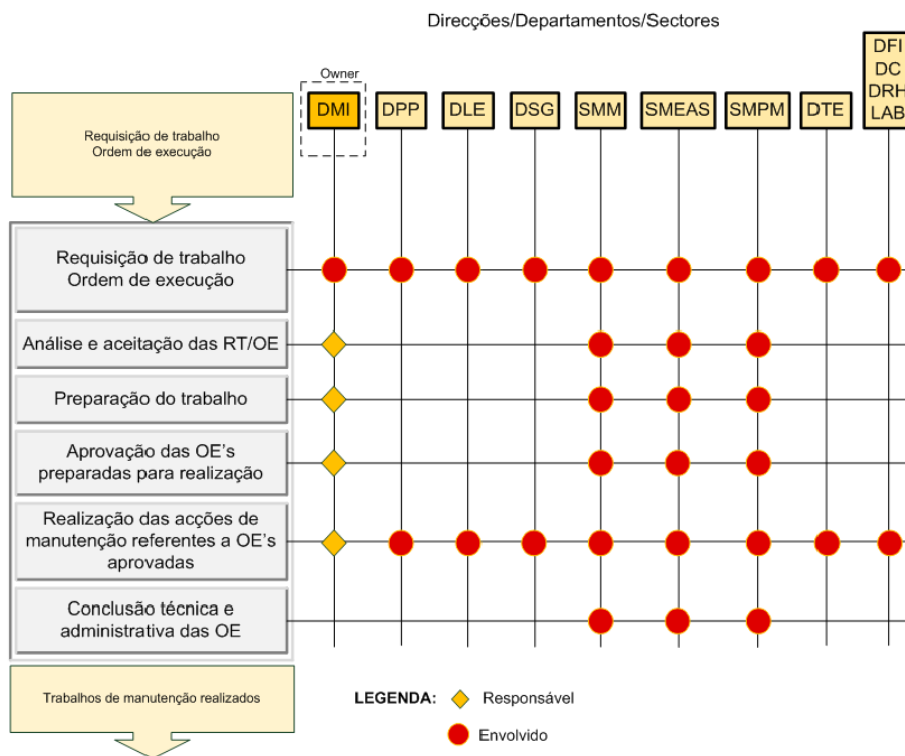 Direcções/Departamentos/Sectores
Owner
DMI
DPP
DLE
DSG
SMM
SMEAS
SMPM
DTE
DFI
DC
DRH
LAB
Requisição de trabalho
Ordem de execução
Requisição de trabalho
Ordem de execução
Análise e aceitação das RT/OE
Preparação do trabalho
Aprovação das OE's
preparadas para realização
Realização das acções de
manutenção referentes a OE's
aprovadas
Conclusão técnica e
administrativa das OE
Trabalhos de manutenção realizados
LEGENDA:
Responsável
Envolvido